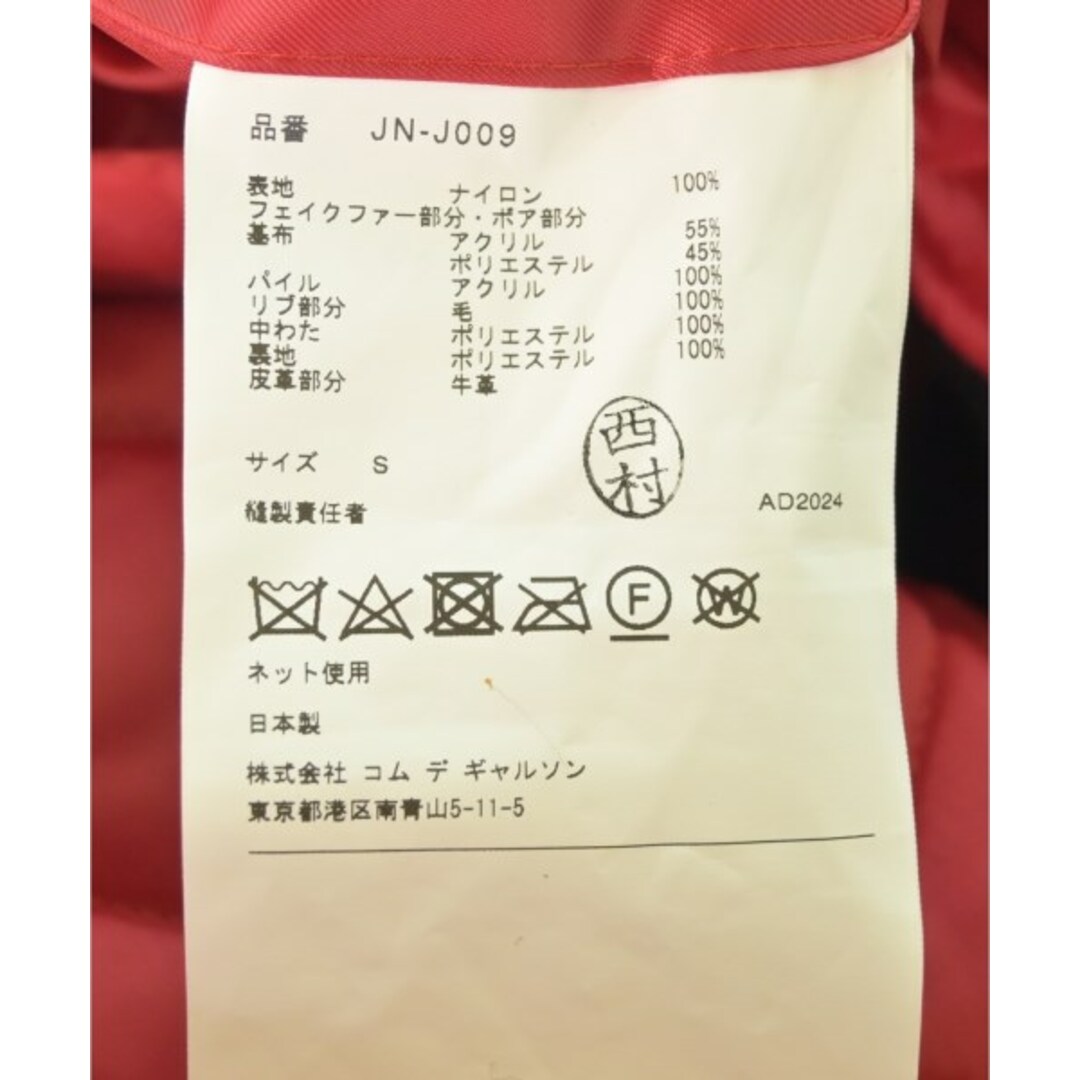 品番 JN-J009
表地 ナイロン 100%
フェイクファー部分・ボア部分
基布 アクリル 55%
ポリエステル 45%
パイル アクリル 100%
リブ部分 毛 100%
中わた ポリエステル 100%
裏地 ポリエステル 100%
皮革部分 牛革
西村
サイズ S
縫製責任者 AD2024
F W
ネット使用
日本製
株式会社 コム デ ギャルソン
東京都港区南青山5-11-5